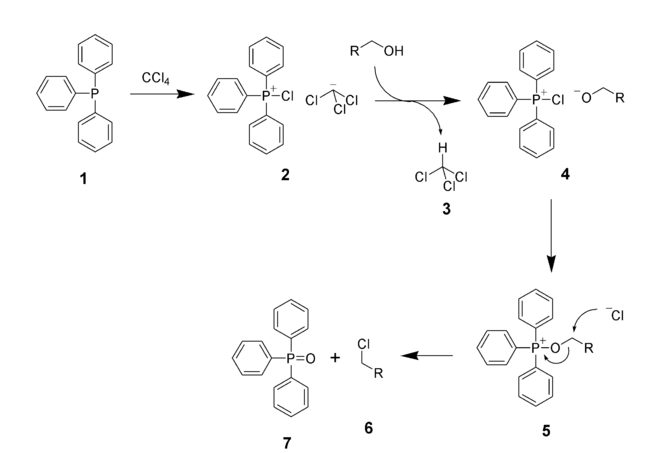 P
1
CCl4
P+ Cl
Cl − Cl
Cl
2
R OH
H
Cl Cl
Cl
3
P+ Cl −O R
4
−Cl
P+ O R
5
Cl
R
6
+
P=O
7